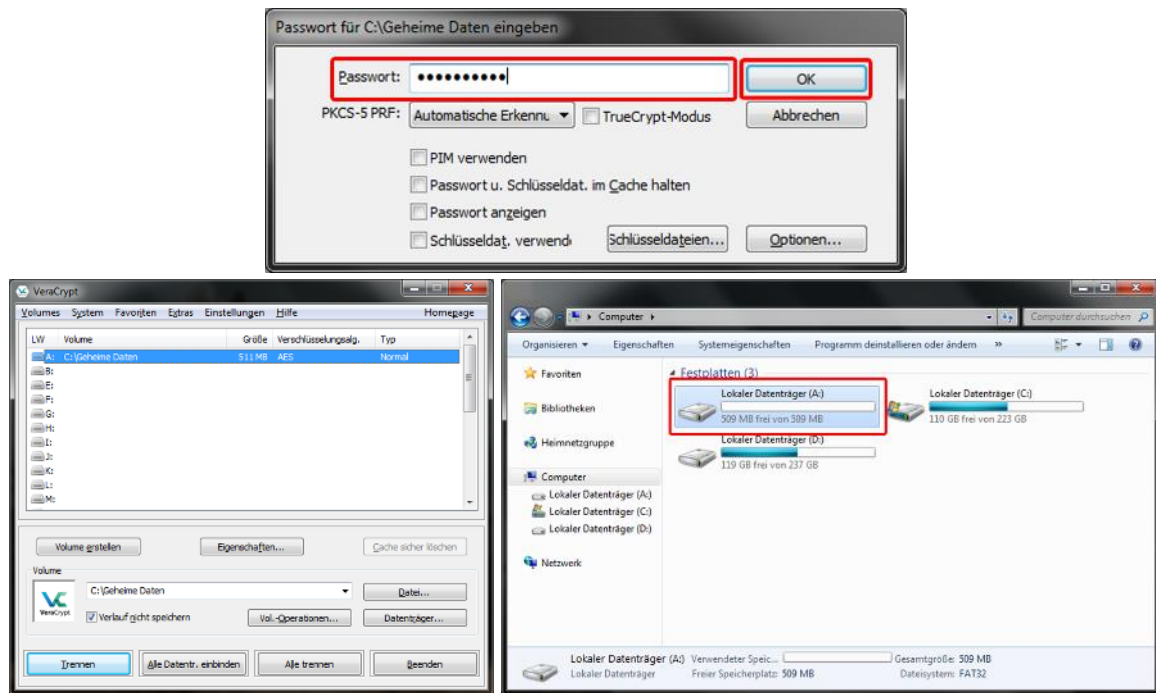 Passwort für C:\Geheime Daten eingeben
Passwort: ••••••••••
OK
PKCS-5 PRF: Automatische Erkennu TrueCrypt-Modus Abbrechen
PIM verwenden
Passwort u. Schlüsseldat. im Cache halten
Passwort anzeigen
Schlüsseldat. verwend Schlüsseldateien... Optionen...
VeraCrypt
Volumes System Favoriten Extras Einstellungen Hilfe Homepage
LW Volume Größe Verschlüsselungsalg. Typ
A: C:\Geheime Daten 511 MB AES Normal
B:
E:
F:
G:
H:
I:
J:
K:
L:
M:
Volume erstellen Eigenschaften... Cache sicher löschen
Volume
C:\Geheime Daten Datei...
VeraCrypt
Verlauf nicht speichern Vol.-Operationen... Datenträger...
Trennen Alle Datentr. einbinden Alle trennen Beenden
Computer Computer durchsuchen
Organisieren Eigenschaften Systemeigenschaften Programm deinstallieren oder ändern »
Favoriten
Bibliotheken
Heimnetzgruppe
Computer
Lokaler Datenträger (A:)
Lokaler Datenträger (C:)
Lokaler Datenträger (D:)
Netzwerk
Festplatten (3)
Lokaler Datenträger (A:)
509 MB frei von 509 MB
Lokaler Datenträger (C:)
110 GB frei von 223 GB
Lokaler Datenträger (D:)
119 GB frei von 237 GB
Lokaler Datenträger (A:) Verwendeter Speic... Gesamtgröße: 509 MB
Lokaler Datenträger Freier Speicherplatz: 509 MB Dateisystem: FAT32